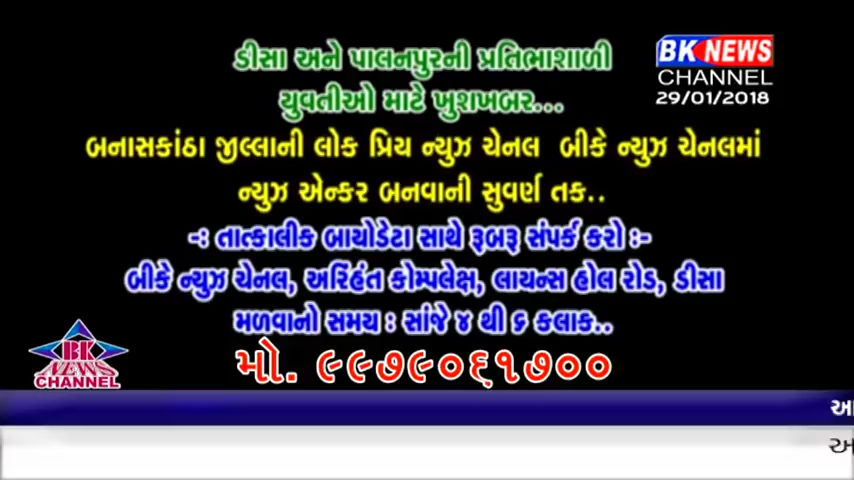 ડીસા અને પાલનપુરની પ્રતિભાશાળી
યુવતીઓ માટે ખુશખબર...
BK NEWS
CHANNEL
29/01/2018
બનાસકાંઠા જીલ્લાની લોક પ્રિય ન્યુઝ ચેનલ બીકે ન્યુઝ ચેનલમાં
ન્યુઝ એન્કર બનવાની સુવર્ણ તક..
-: તાત્કાલીક બાયોડેટા સાથે રૂબરૂ સંપર્ક કરો :-
બીકે ન્યુઝ ચેનલ, અરિહંત કોમ્પલેક્ષ, લાયન્સ હોલ રોડ, ડીસા
મળવાનો સમય : સાંજે ૪ થી ૬ કલાક..
મો. ૯૯૭૯૦૬૧૭૦૦
BK
NEWS
CHANNEL